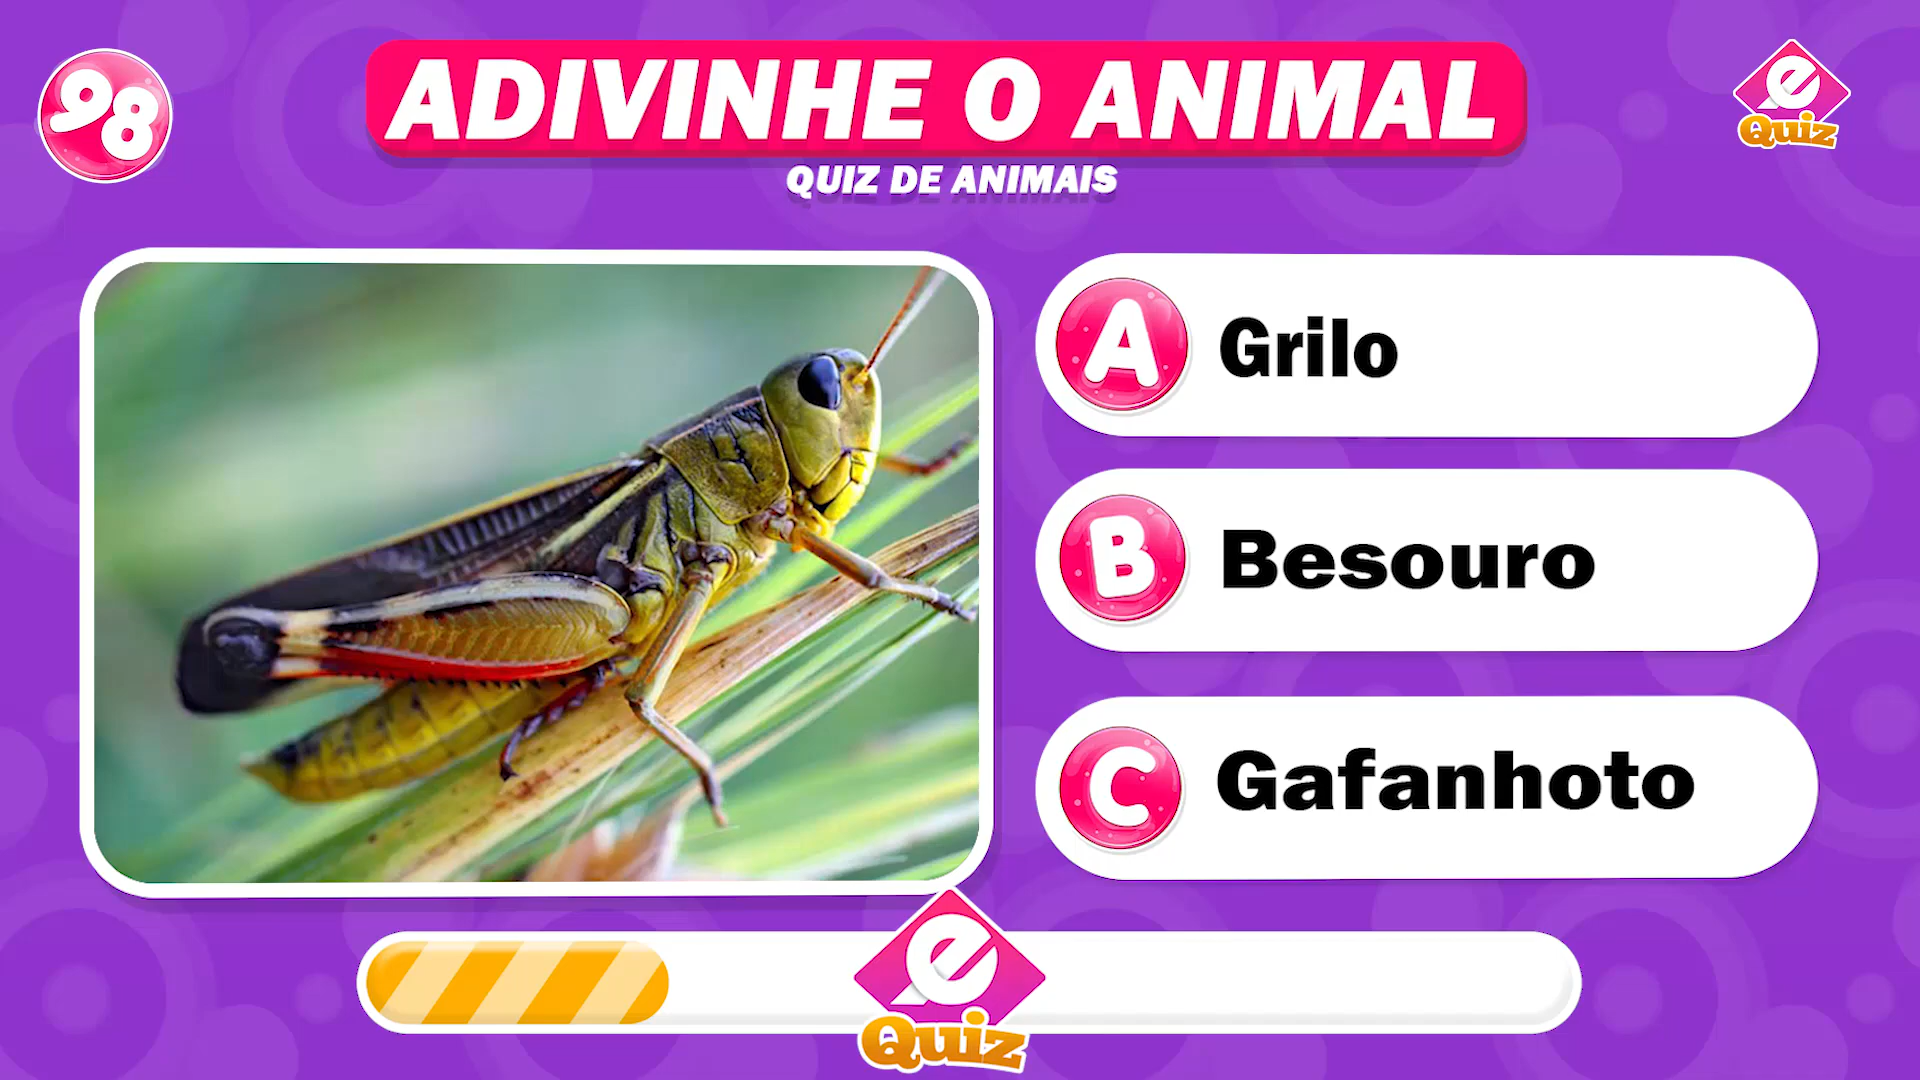 98
ADIVINHE O ANIMAL
e
Quiz
QUIZ DE ANIMAIS
A Grilo
B Besouro
C Gafanhoto
e
Quiz